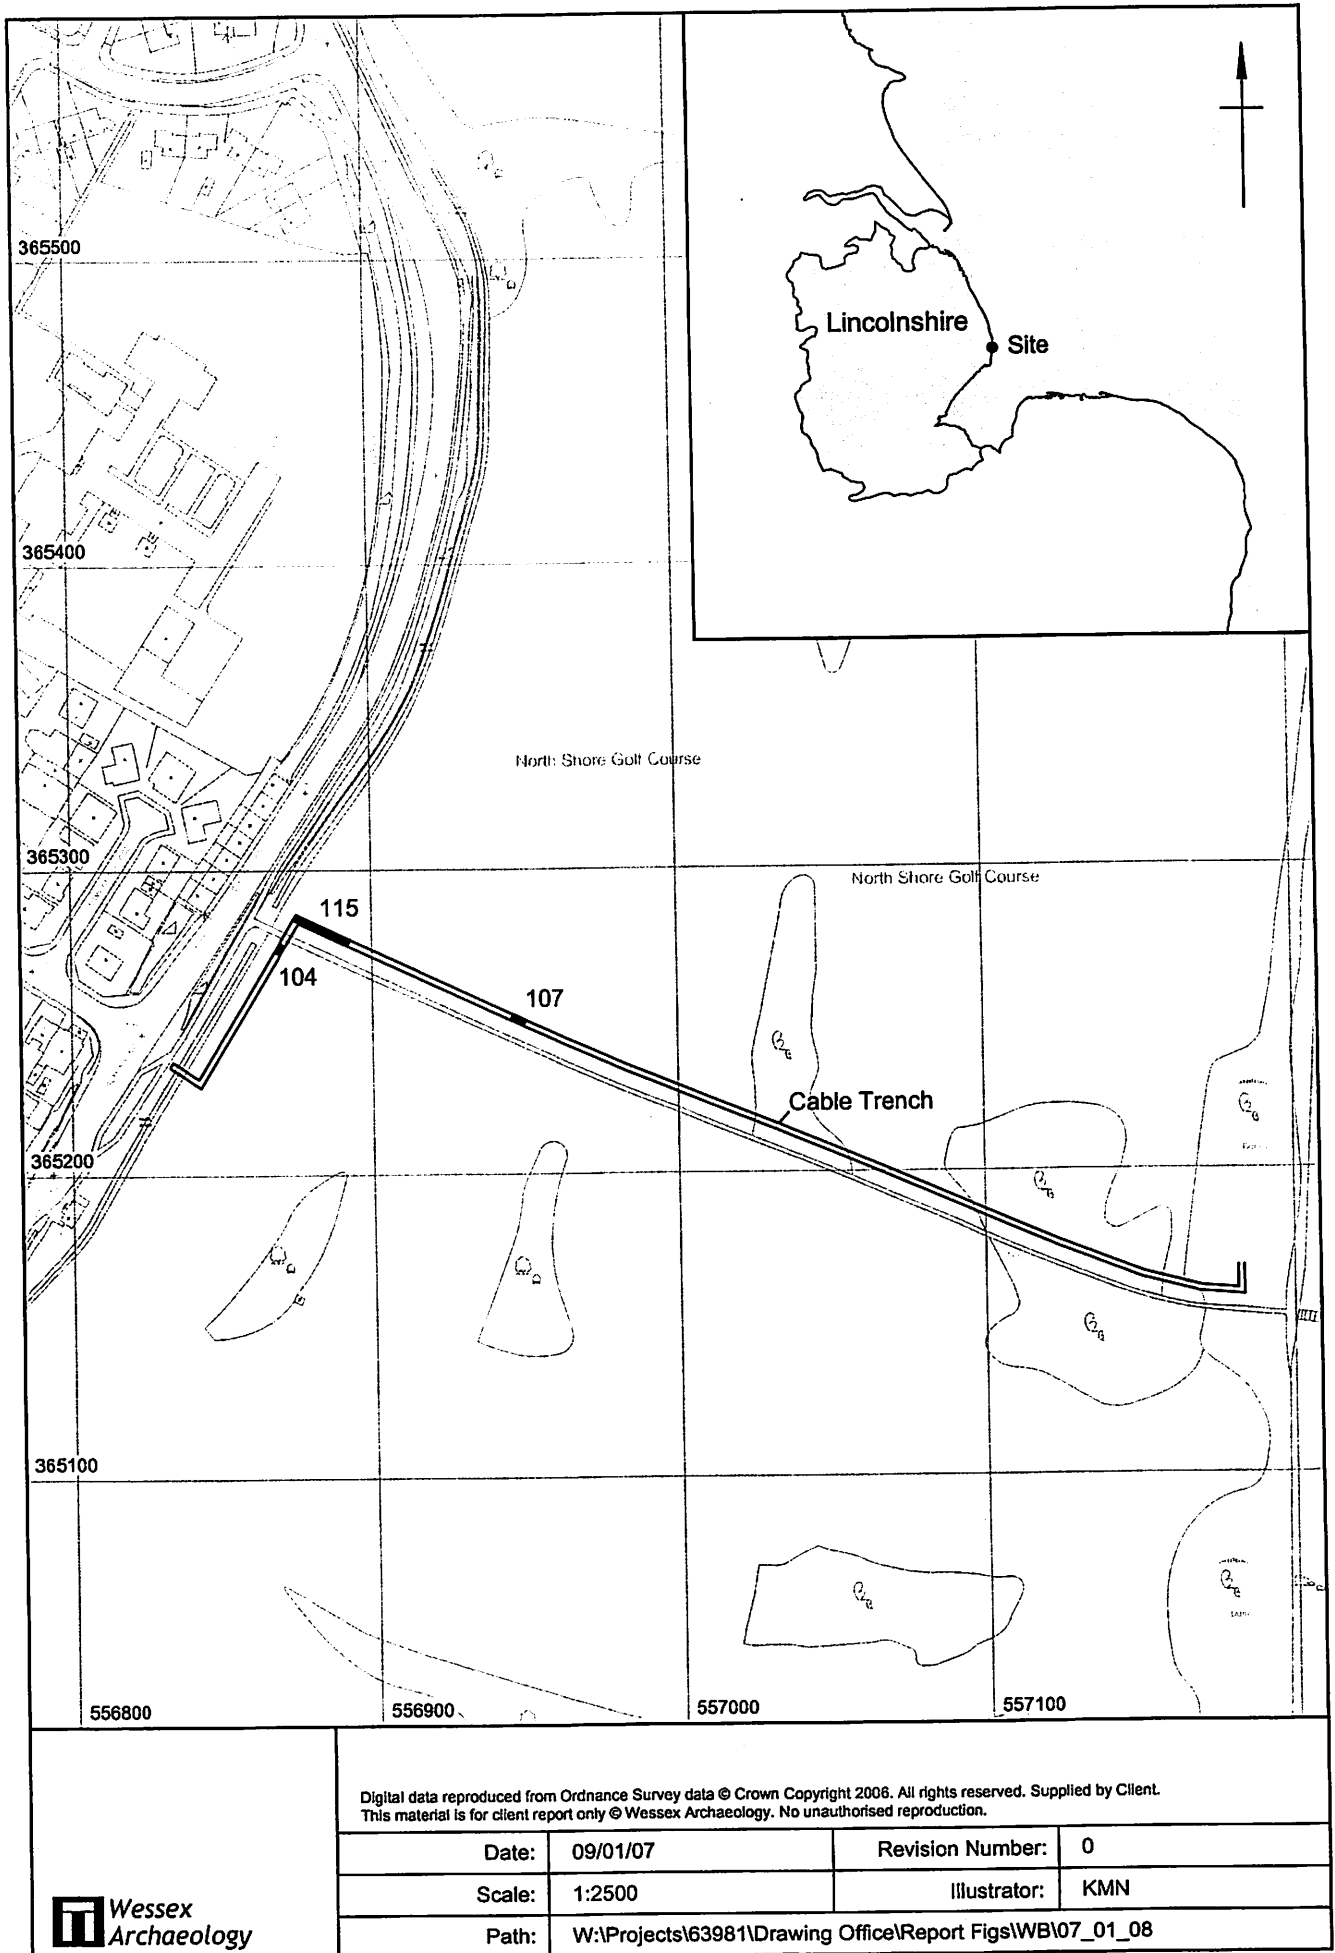 Lincolnshire
Site
365500
365400
North Shore Golf Course
365300
North Shore Golf Course
115
104
107
Cable Trench
365200
365100
556800
556900
557000
557100
Digital data reproduced from Ordnance Survey data © Crown Copyright 2006. All rights reserved. Supplied by Client.
This material is for client report only © Wessex Archaeology. No unauthorised reproduction.
Date: 09/01/07 Revision Number: 0
Scale: 1:2500 Illustrator: KMN
Path: W:\Projects\63981\Drawing Office\Report Figs\WB\07_01_08
Wessex
Archaeology